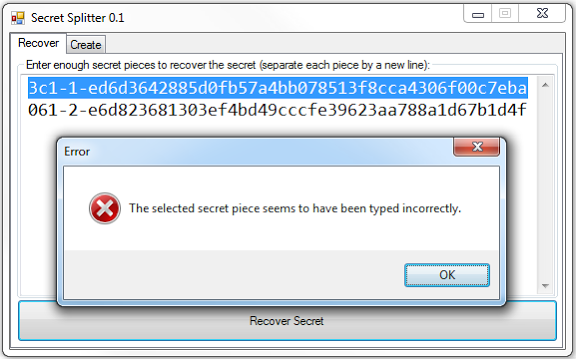 Secret Splitter 0.1
Recover Create
Enter enough secret pieces to recover the secret (separate each piece by a new line):
3c1-1-ed6d3642885d0fb57a4bb078513f8cca4306f00c7eba
061-2-e6d823681303ef4bd49cccfe39623aa788a1d67b1d4f
Error
The selected secret piece seems to have been typed incorrectly.
OK
Recover Secret